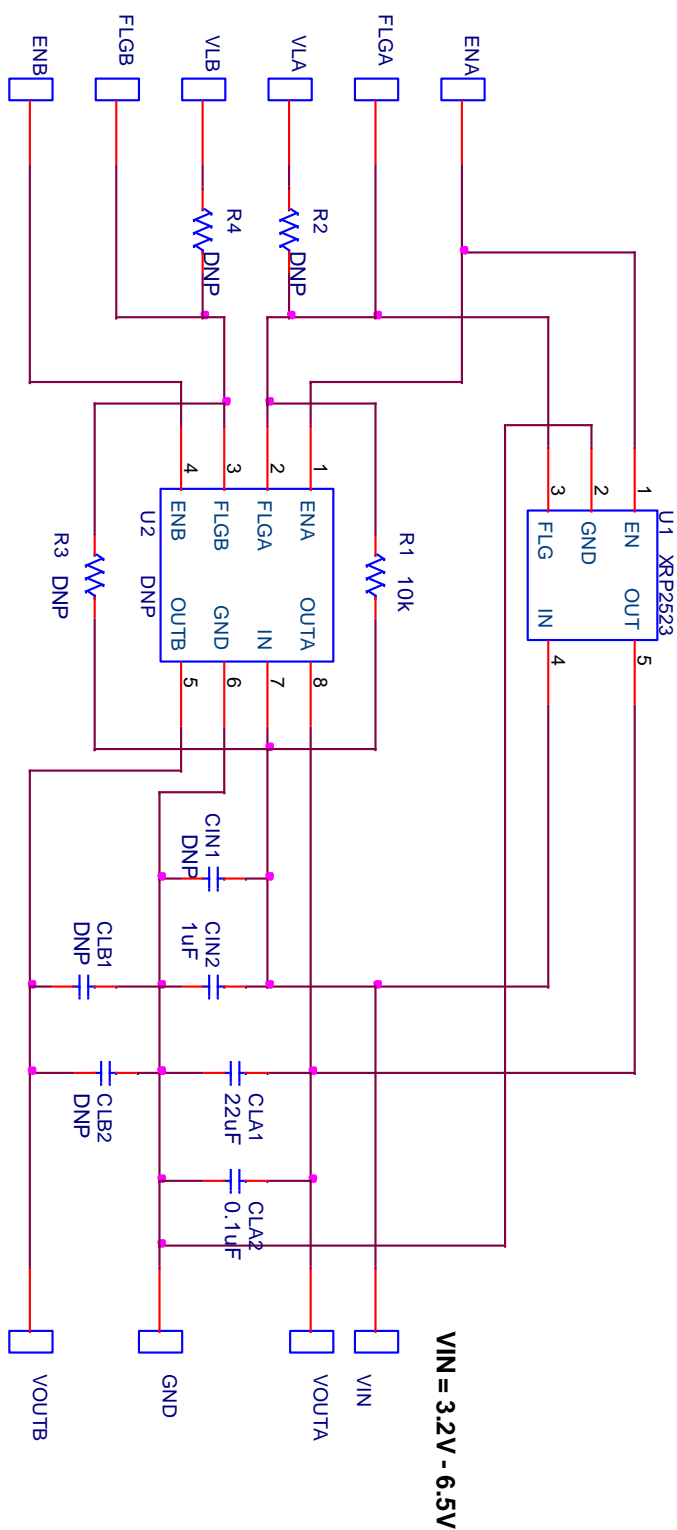 ENA
FLGA
VLA
VLB
FLGB
ENB
R2
DNP
R4
DNP
U1 XRP2523
1
EN
2
GND
3
FLG
OUT
5
IN
4
R1 10k
1
ENA
2
FLGA
3
FLGB
4
ENB
OUTA
8
IN
7
GND
6
OUTB
5
U2 DNP
R3 DNP
CIN1
DNP
CIN2
1uF
CLB1
DNP
CLB2
DNP
CLA1
22uF
CLA2
0.1uF
VIN = 3.2V - 6.5V
VIN
VOUTA
GND
VOUTB